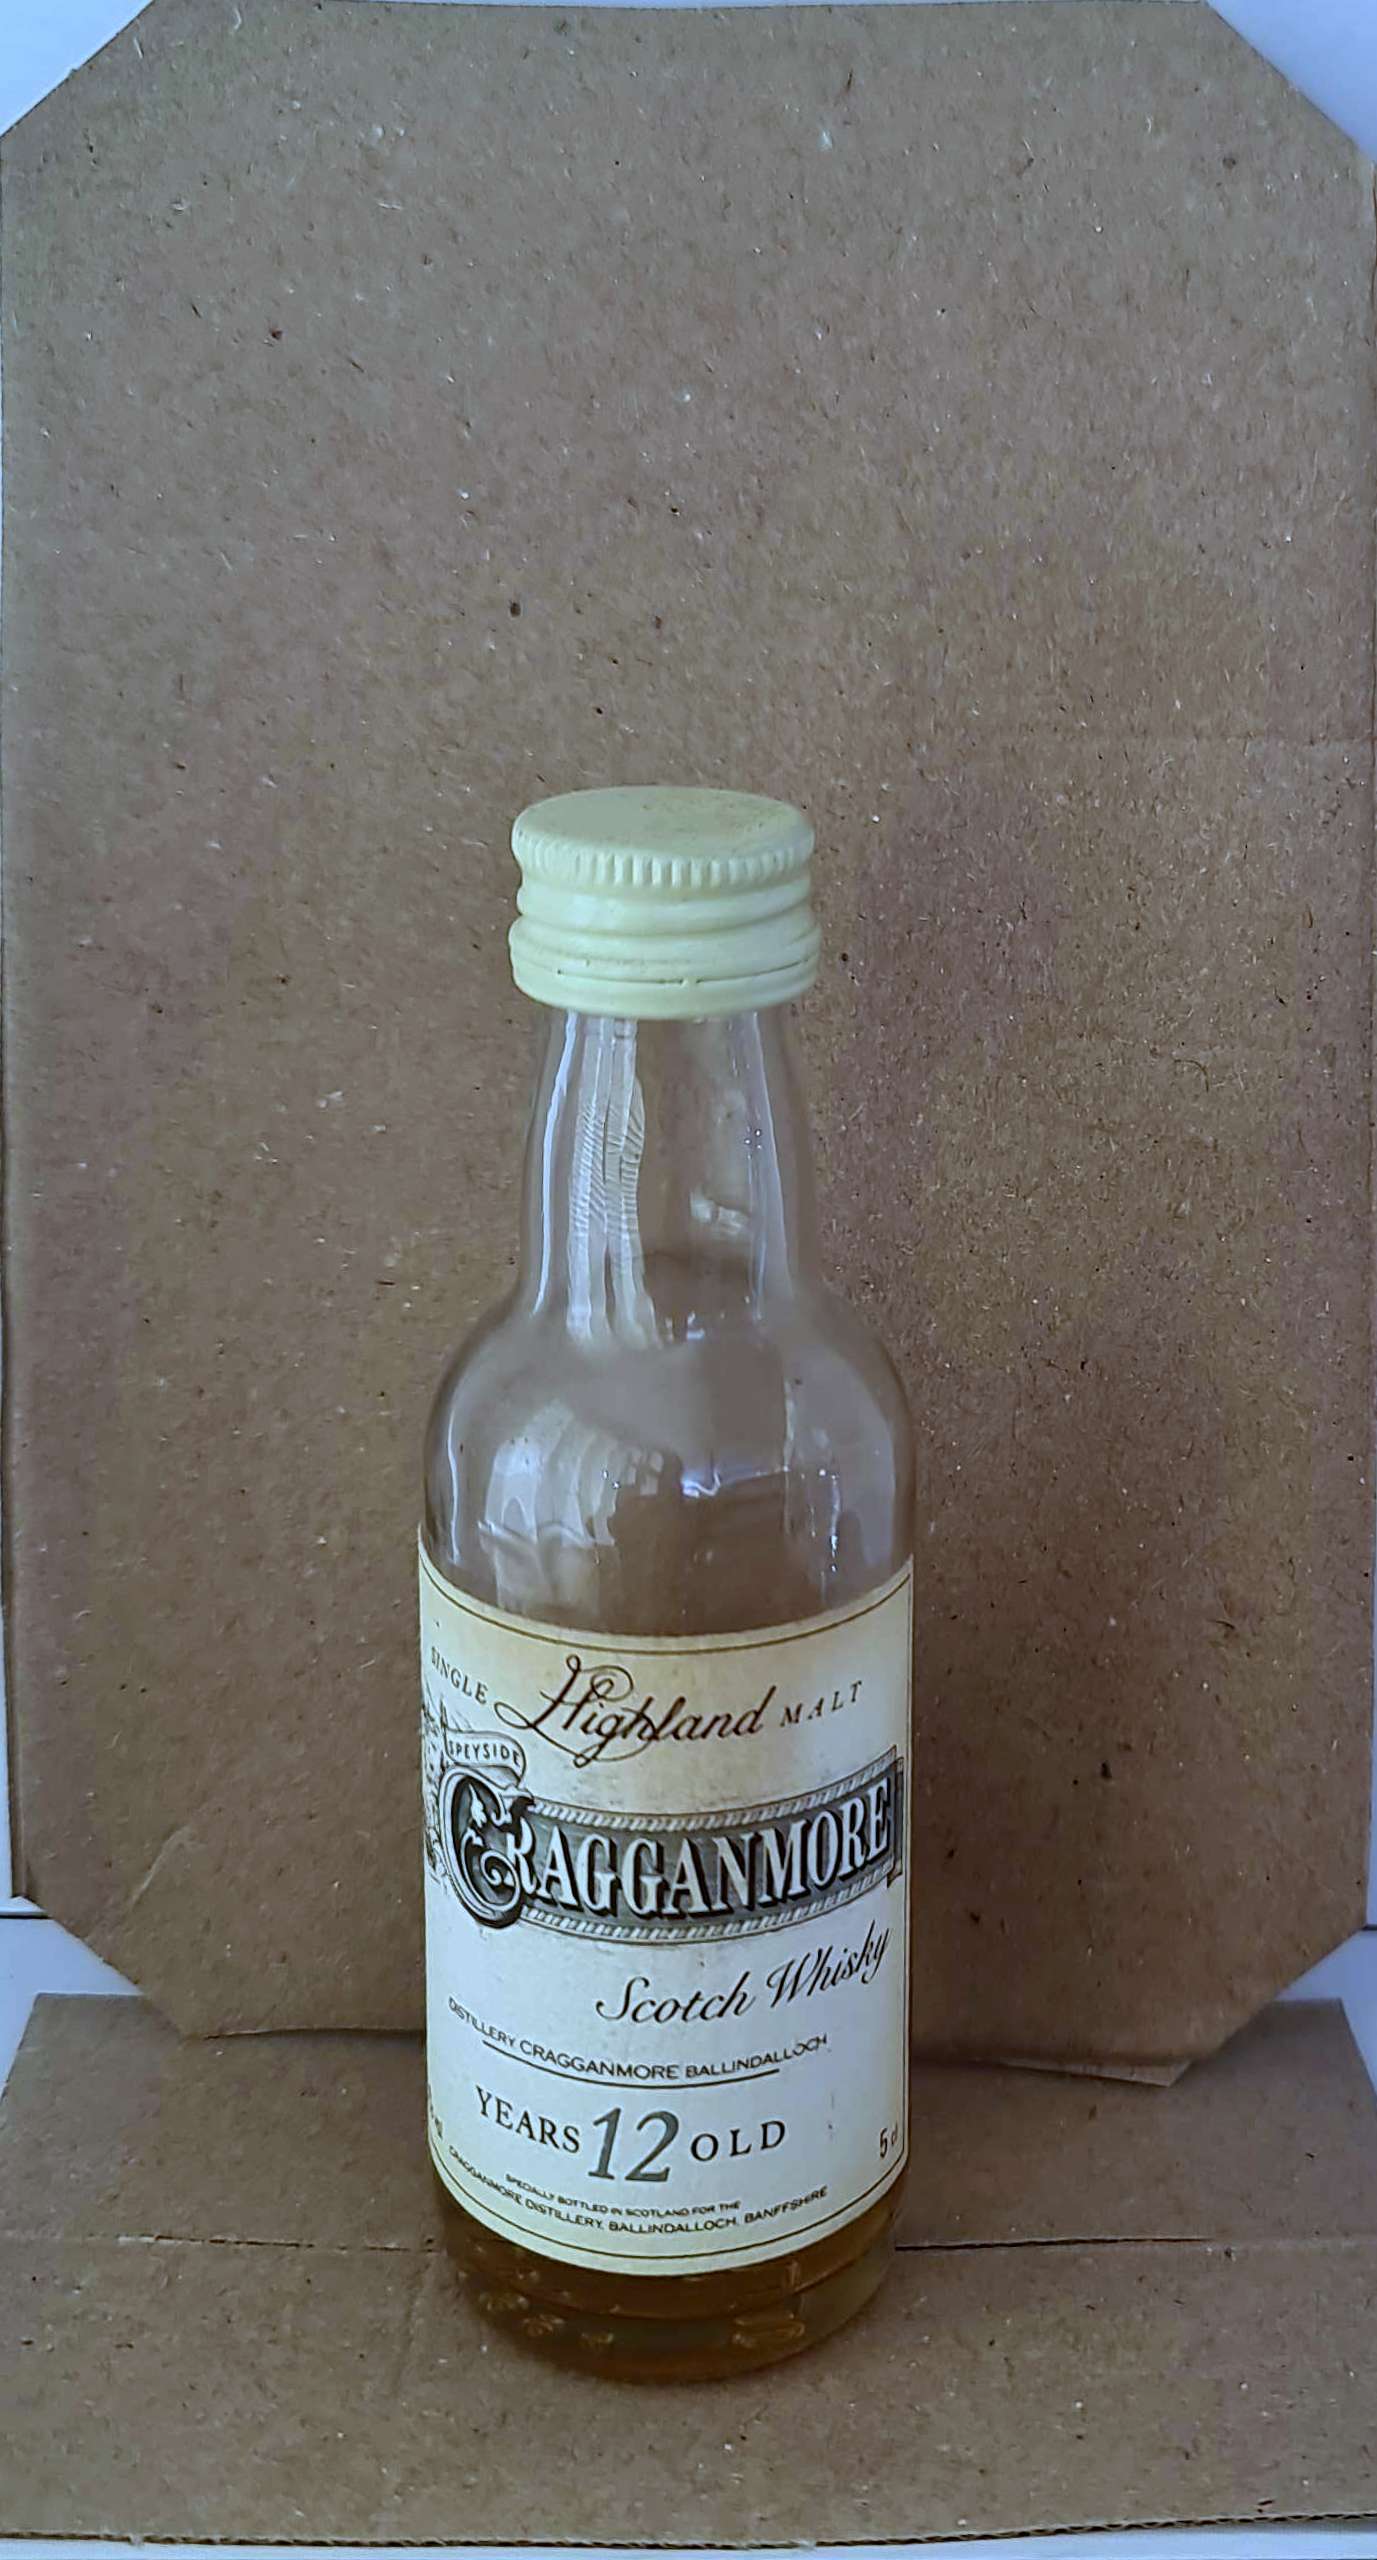 SINGLE Highland MALT
SPEYSIDE
CRAGGANMORE
Scotch Whisky
DISTILLERY CRAGGANMORE BALLINDALLOCH
YEARS 12 OLD
5 cl
SPECIALLY BOTTLED IN SCOTLAND FOR THE
CRAGGANMORE DISTILLERY, BALLINDALLOCH, BANFFSHIRE